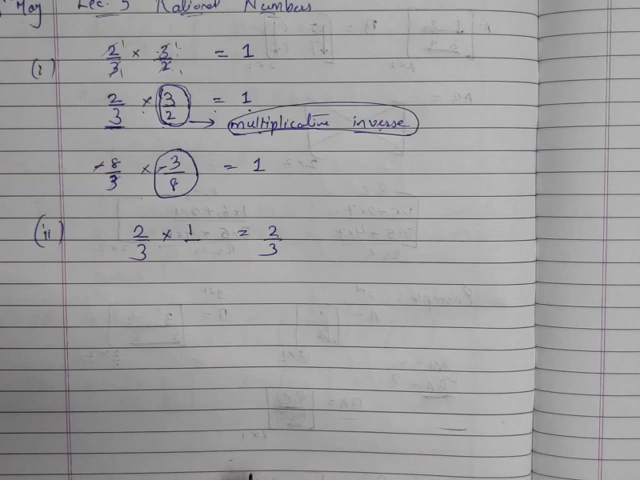 May Lec. 5 Rational Numbers
(i) 2/3 × 3/2 = 1
2/3 × 3/2 = 1
→ multiplicative inverse
-8/3 × -3/8 = 1
(ii) 2/3 × 1 = 2/3